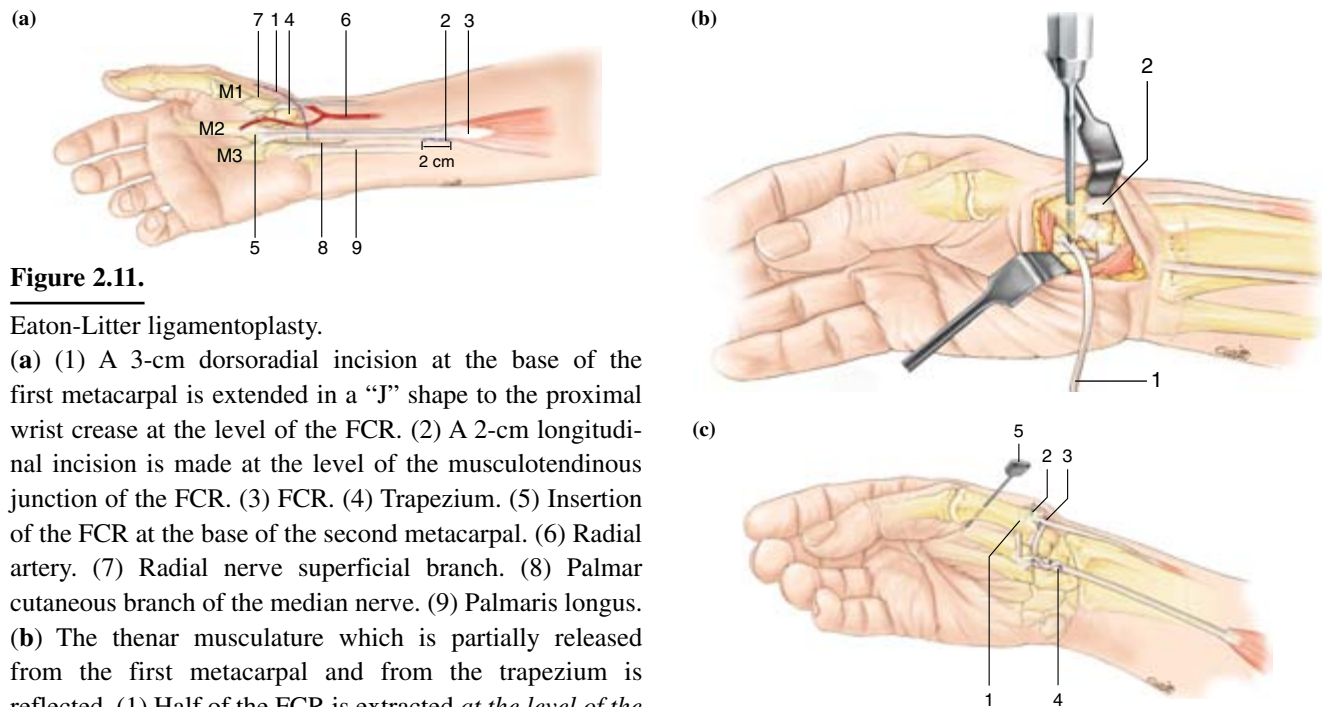 (a)
7 1 4 6 2 3
M1
M2
M3
2 cm
5 8 9
Figure 2.11.
Eaton-Litter ligamentoplasty.
(a) (1) A 3-cm dorsoradial incision at the base of the
first metacarpal is extended in a “J” shape to the proximal
wrist crease at the level of the FCR. (2) A 2-cm longitudi-
nal incision is made at the level of the musculotendinous
junction of the FCR. (3) FCR. (4) Trapezium. (5) Insertion
of the FCR at the base of the second metacarpal. (6) Radial
artery. (7) Radial nerve superficial branch. (8) Palmar
cutaneous branch of the median nerve. (9) Palmaris longus.
(b) The thenar musculature which is partially released
from the first metacarpal and from the trapezium is
reflected. (1) Half of the FCR is extracted at the level of the
(b)
2
1
(c)
5
2 3
1 4